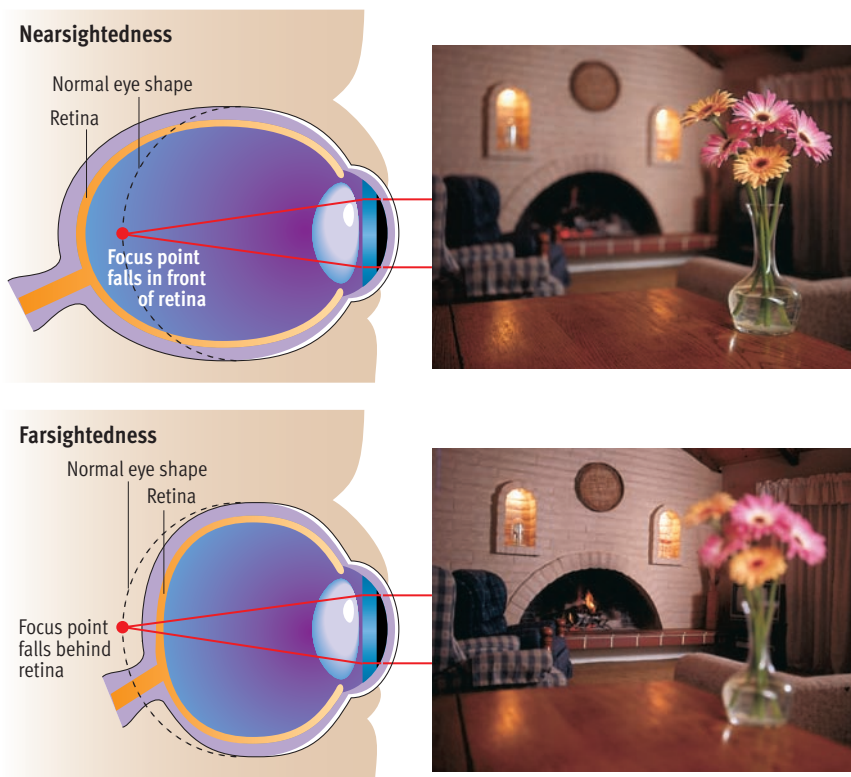 Nearsightedness
Normal eye shape
Retina
Focus point
falls in front
of retina
Farsightedness
Normal eye shape
Retina
Focus point
falls behind
retina